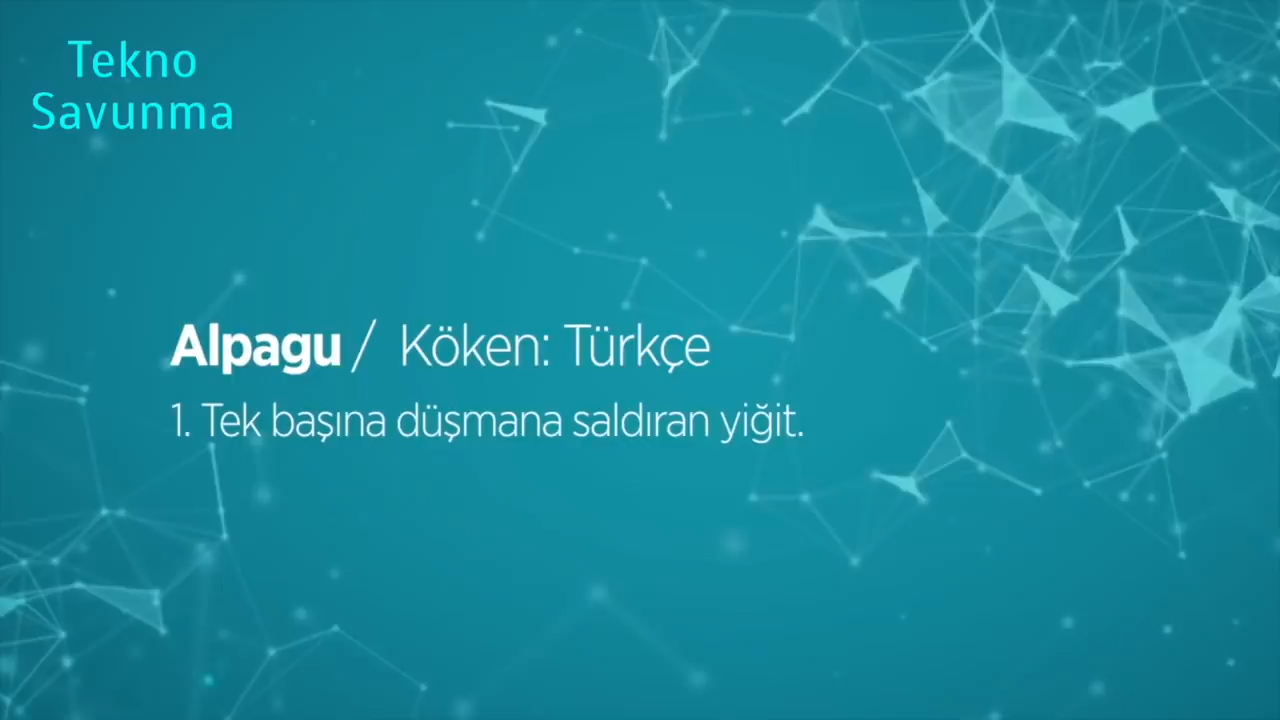 Tekno
Savunma
Alpagu / Köken: Türkçe
1. Tek başına düşmana saldıran yiğit.